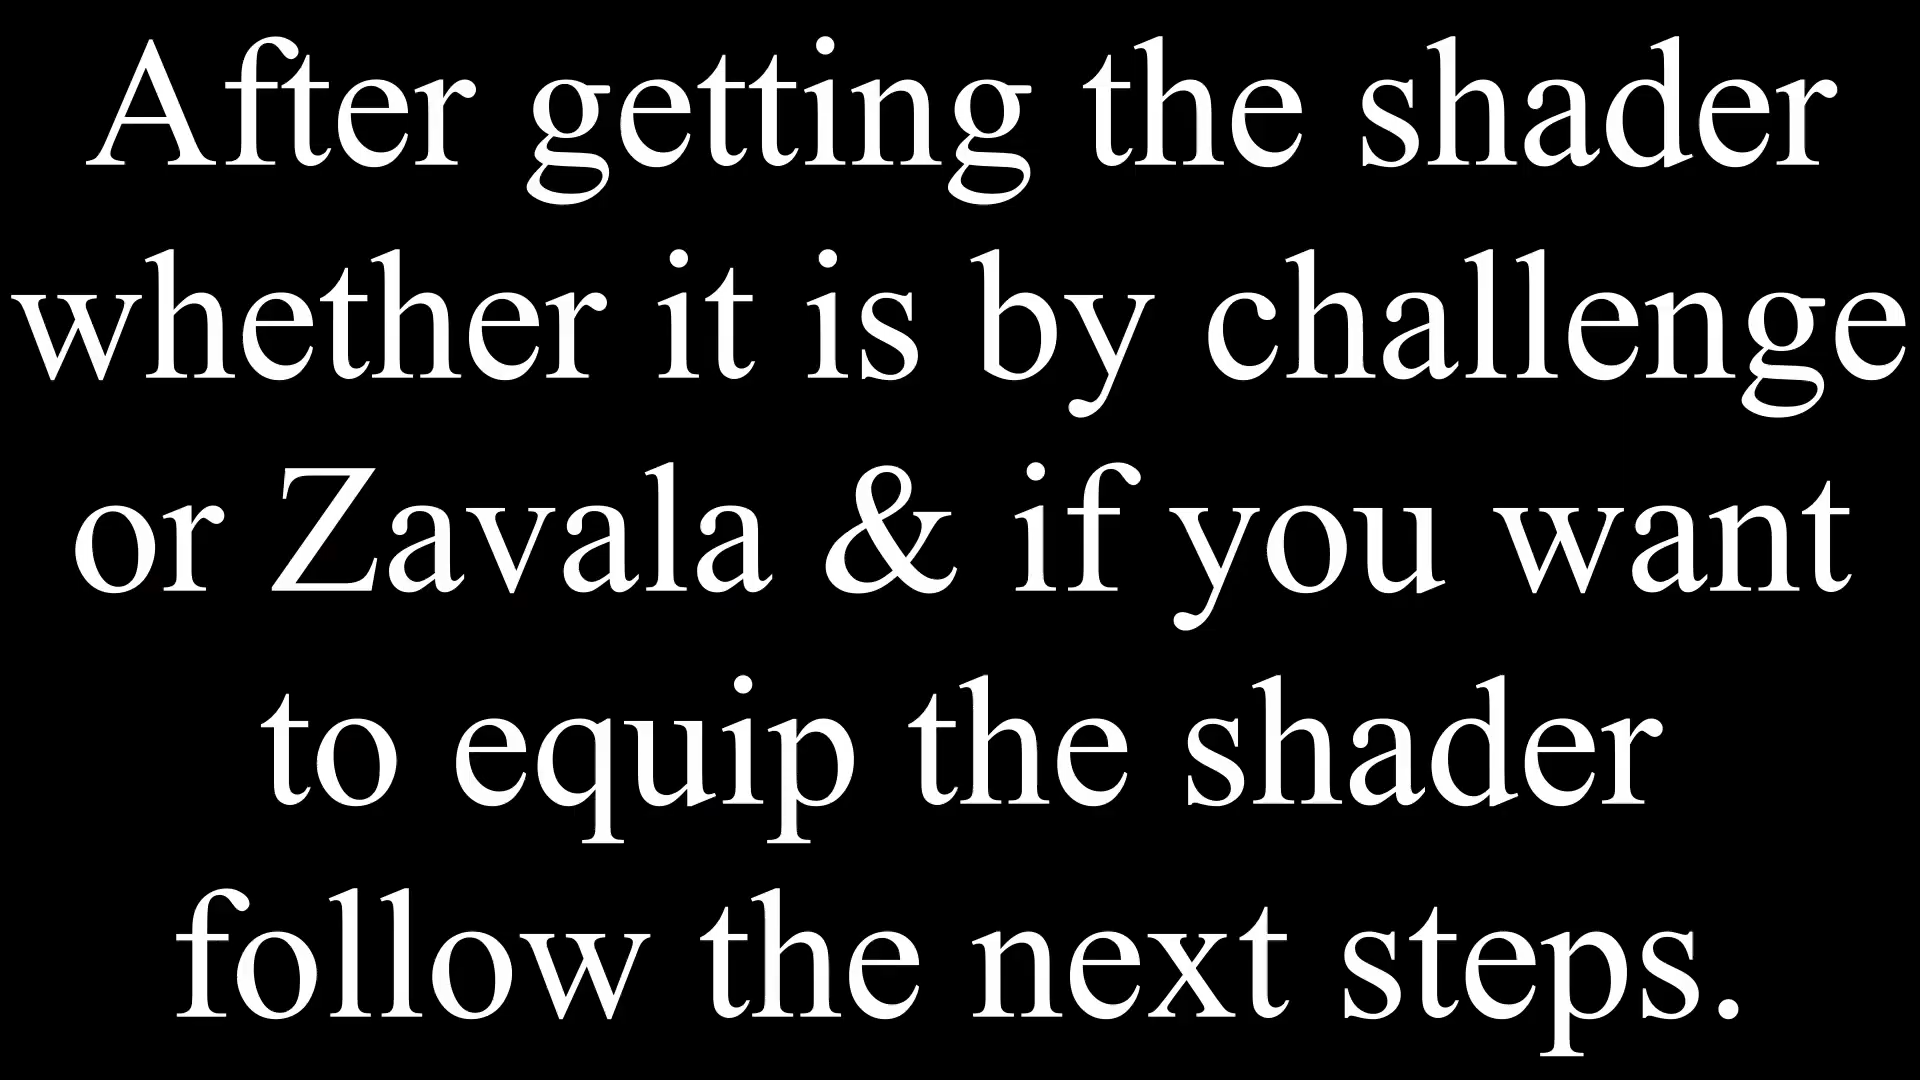 After getting the shader
whether it is by challenge
or Zavala & if you want
to equip the shader
follow the next steps.